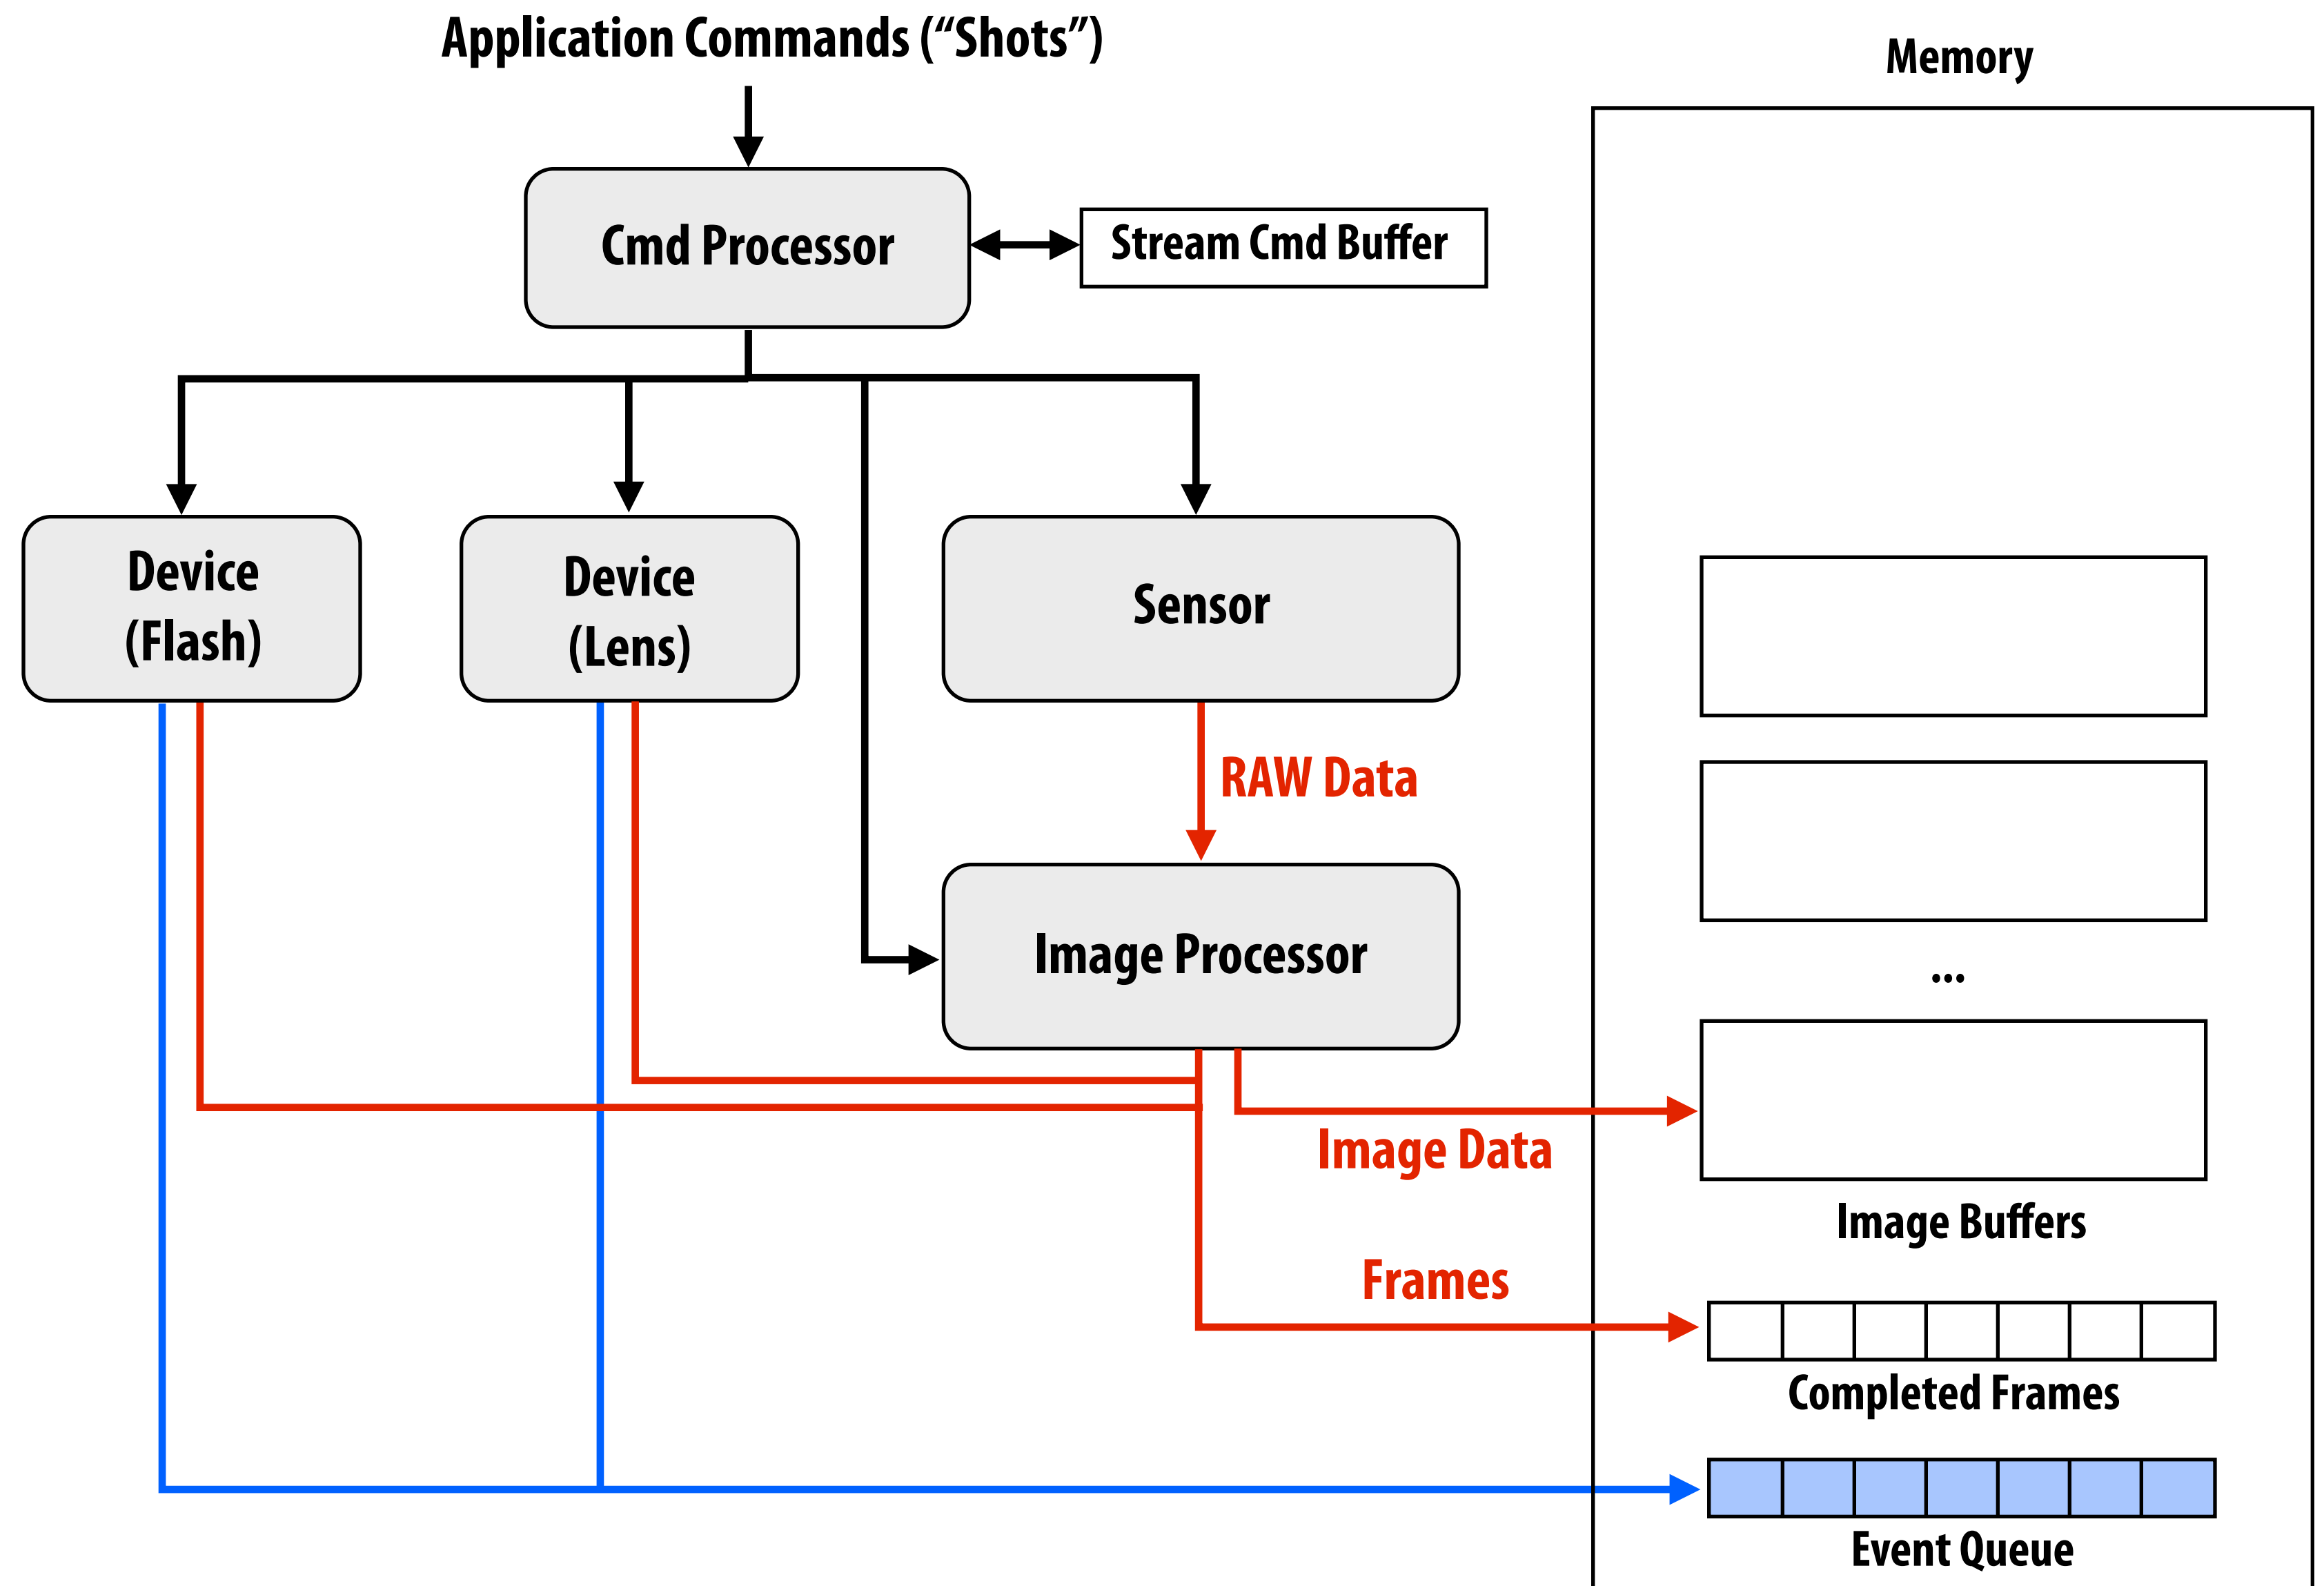 Application Commands (“Shots”)
Memory
Cmd Processor
Stream Cmd Buffer
Device
(Flash)
Device
(Lens)
Sensor
RAW Data
Image Processor
...
Image Data
Image Buffers
Frames
Completed Frames
Event Queue